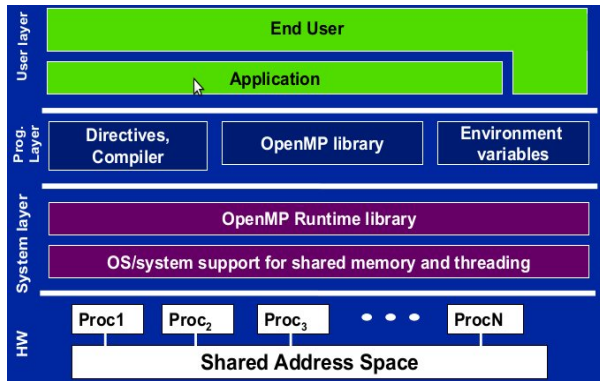 User layer
End User
Application
Prog.
Layer
Directives,
Compiler
OpenMP library
Environment
variables
System layer
OpenMP Runtime library
OS/system support for shared memory and threading
HW
Proc1
Proc2
Proc3
• • •
ProcN
Shared Address Space